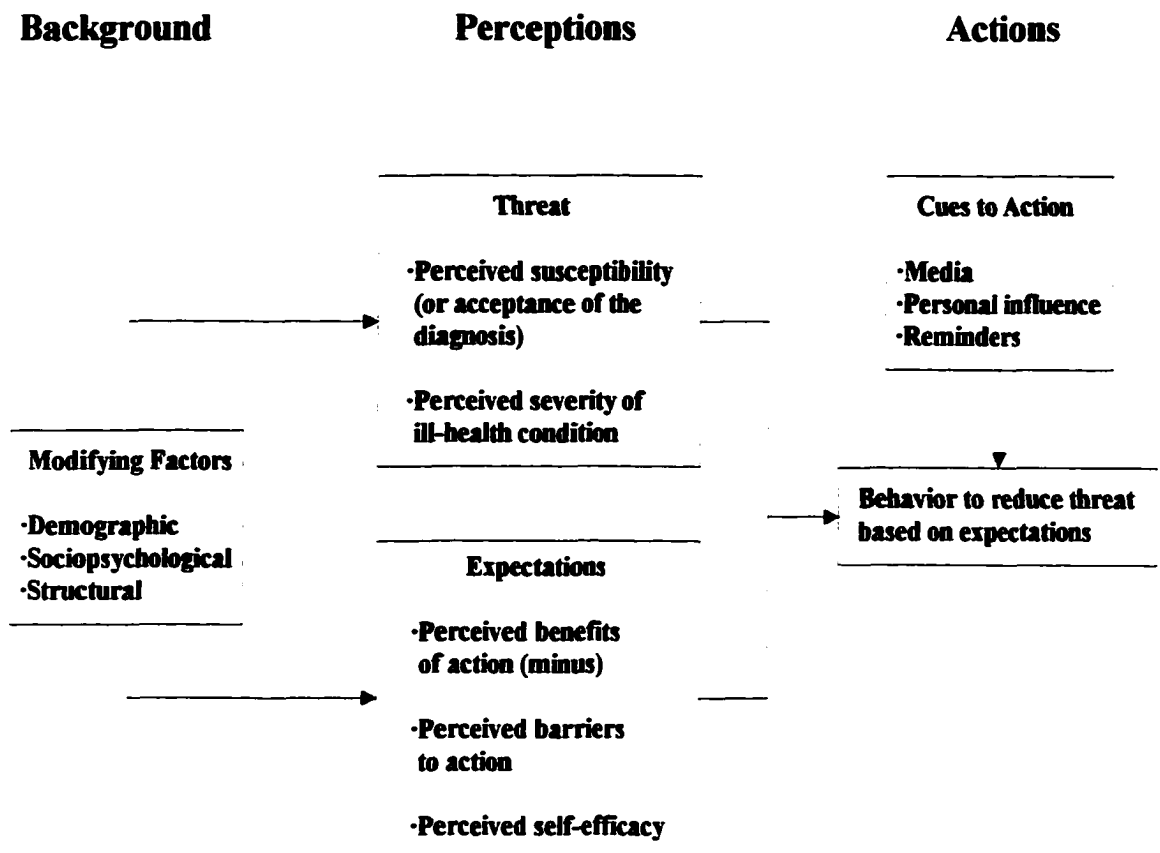 Background
Perceptions
Actions
Threat
·Perceived susceptibility
(or acceptance of the
diagnosis)
·Perceived severity of
ill-health condition
Cues to Action
·Media
·Personal influence
·Reminders
Modifying Factors
·Demographic
·Sociopsychological
·Structural
Expectations
·Perceived benefits
of action (minus)
·Perceived barriers
to action
·Perceived self-efficacy
Behavior to reduce threat
based on expectations